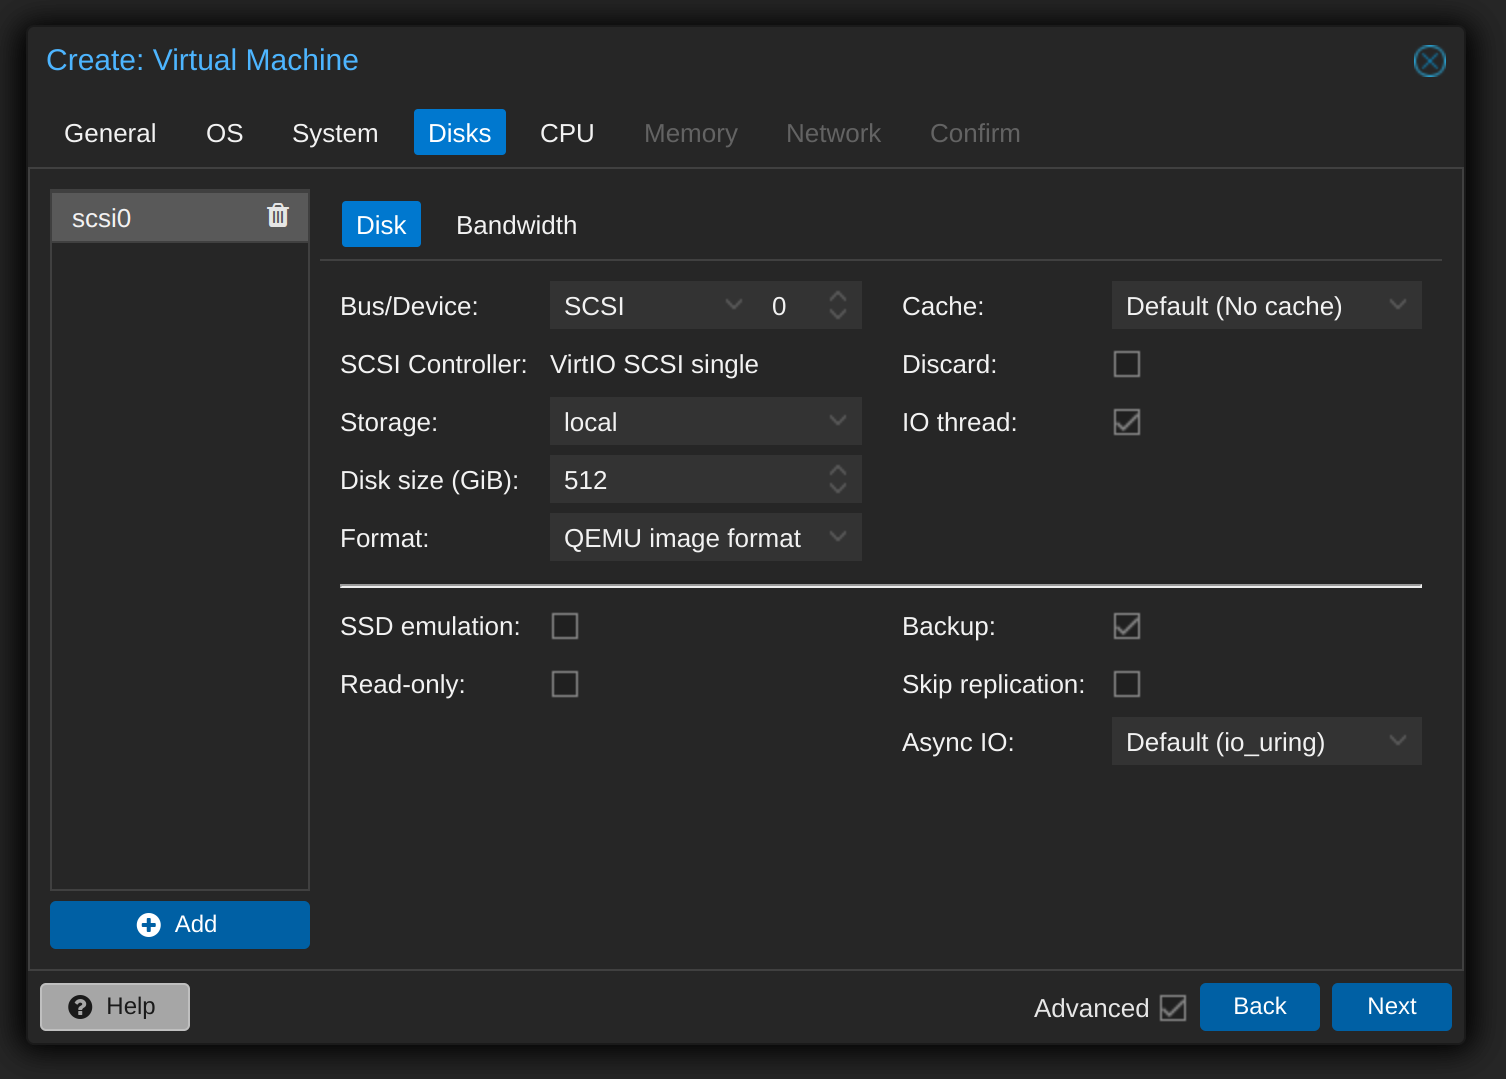 Create: Virtual Machine
General OS System Disks CPU Memory Network Confirm
scsi0
Disk Bandwidth
Bus/Device: SCSI 0 Cache: Default (No cache)
SCSI Controller: VirtIO SCSI single Discard:
Storage: local IO thread:
Disk size (GiB): 512
Format: QEMU image format
SSD emulation: Backup:
Read-only: Skip replication:
Async IO: Default (io_uring)
Add
Help Advanced Back Next